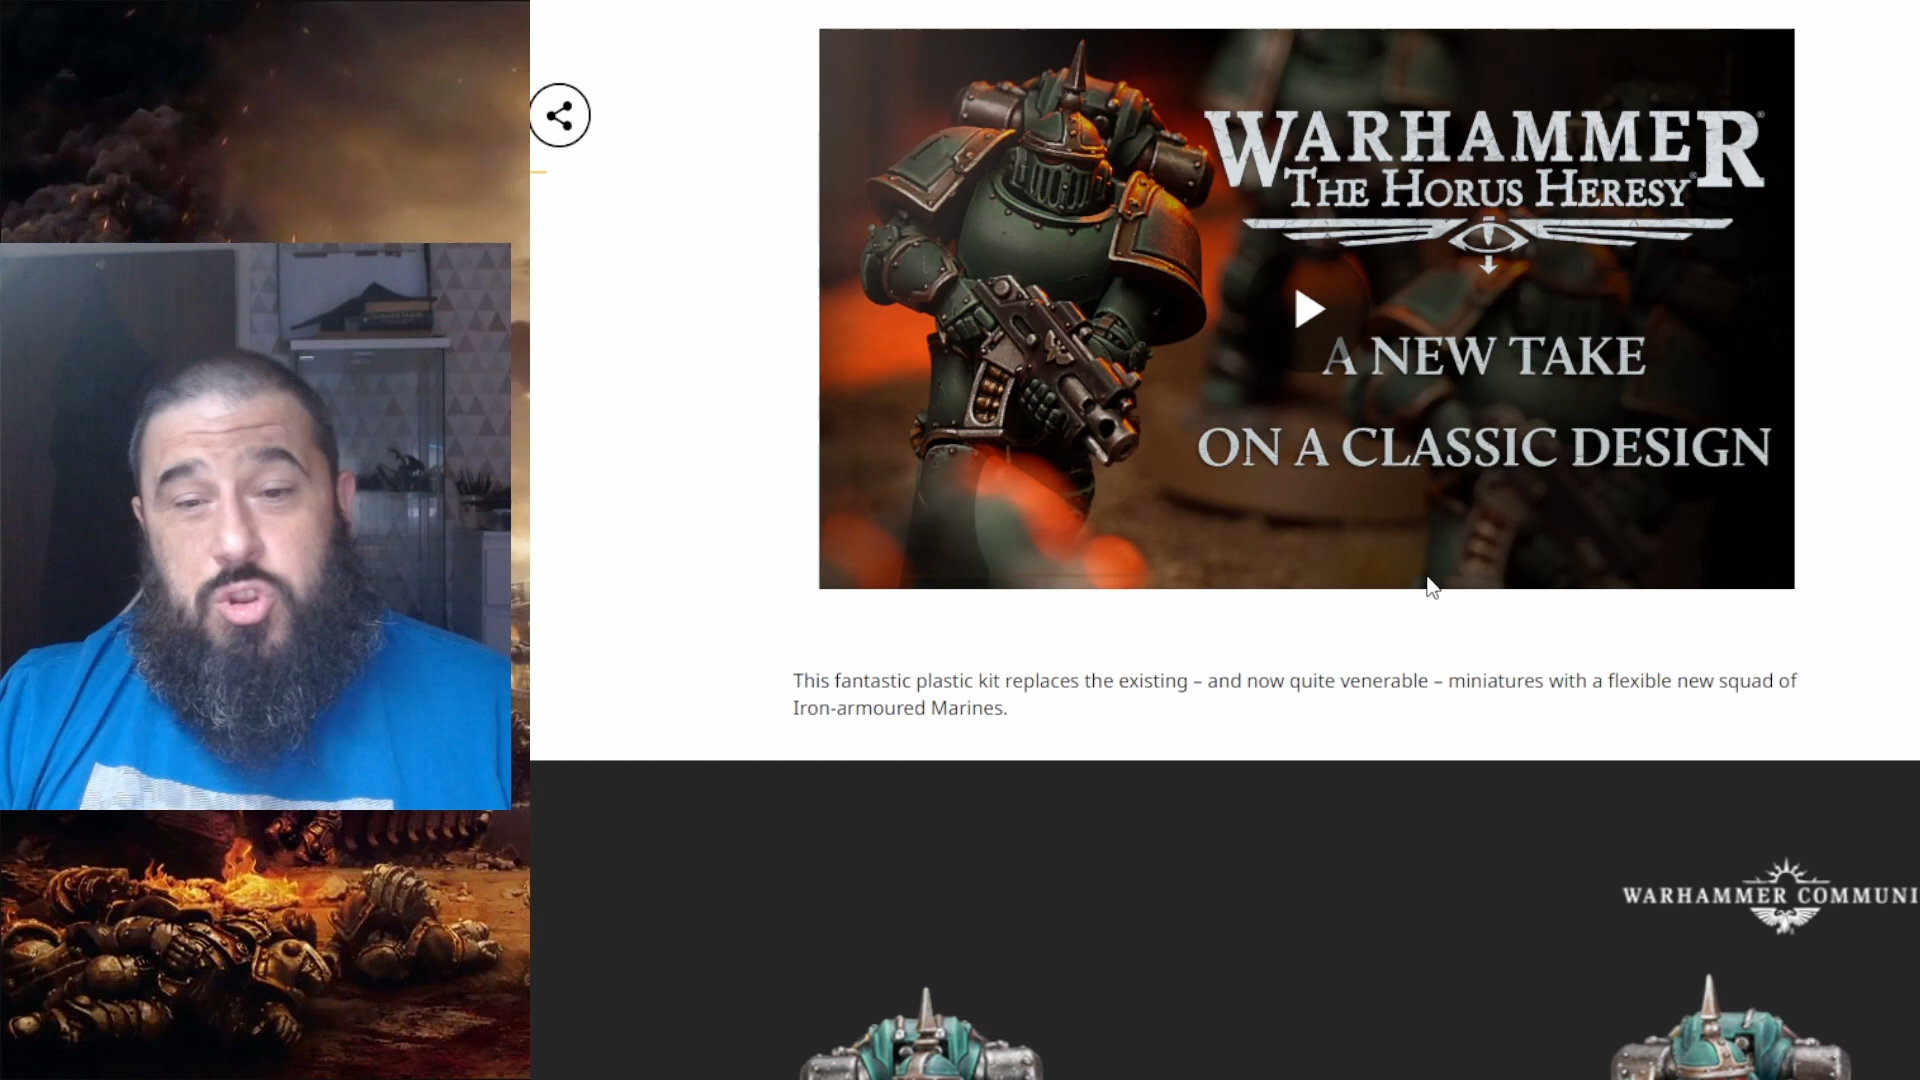 WARHAMMER
THE HORUS HERESY
A NEW TAKE
ON A CLASSIC DESIGN
This fantastic plastic kit replaces the existing – and now quite venerable – miniatures with a flexible new squad of
Iron-armoured Marines.
WARHAMMER COMMUNI